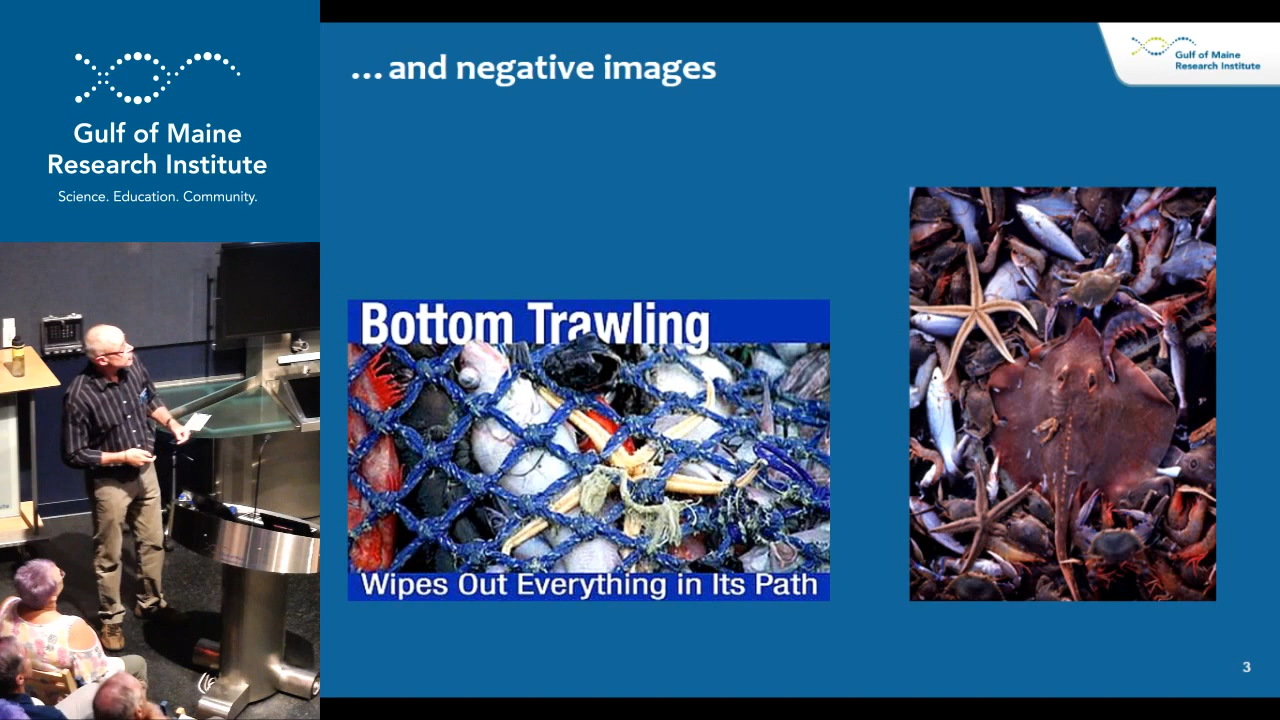 Gulf of Maine
Research Institute
Science. Education. Community.
...and negative images
Gulf of Maine
Research Institute
Bottom Trawling
Wipes Out Everything in Its Path
3